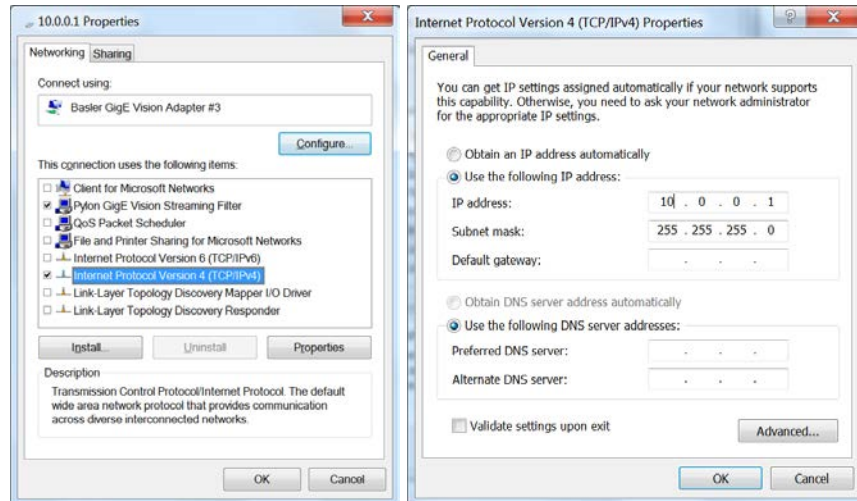 10.0.0.1 Properties
Networking Sharing
Connect using:
Basler GigE Vision Adapter #3
Configure...
This connection uses the following items:
Client for Microsoft Networks
Pylon GigE Vision Streaming Filter
QoS Packet Scheduler
File and Printer Sharing for Microsoft Networks
Internet Protocol Version 6 (TCP/IPv6)
Internet Protocol Version 4 (TCP/IPv4)
Link-Layer Topology Discovery Mapper I/O Driver
Link-Layer Topology Discovery Responder
Install... Uninstall Properties
Description
Transmission Control Protocol/Internet Protocol. The default
wide area network protocol that provides communication
across diverse interconnected networks.
OK Cancel
Internet Protocol Version 4 (TCP/IPv4) Properties
General
You can get IP settings assigned automatically if your network supports
this capability. Otherwise, you need to ask your network administrator
for the appropriate IP settings.
Obtain an IP address automatically
Use the following IP address:
IP address: 10 . 0 . 0 . 1
Subnet mask: 255 . 255 . 255 . 0
Default gateway: . . .
Obtain DNS server address automatically
Use the following DNS server addresses:
Preferred DNS server: . . .
Alternate DNS server: . . .
Validate settings upon exit
Advanced...
OK Cancel